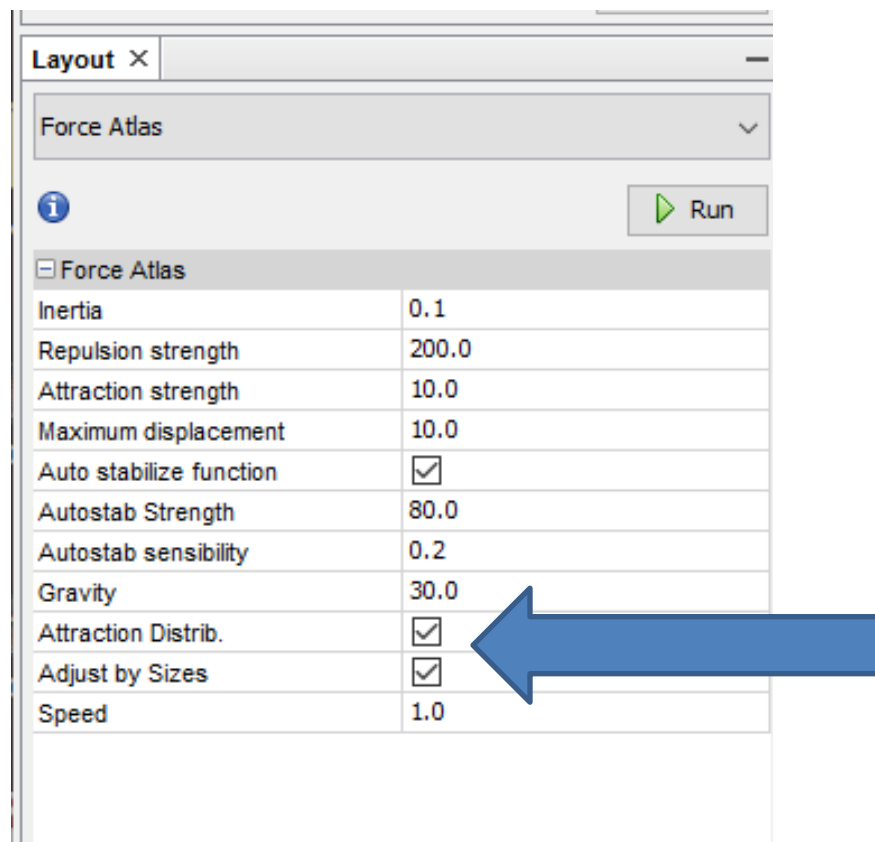 Layout
Force Atlas
Run
Force Atlas
Inertia 0.1
Repulsion strength 200.0
Attraction strength 10.0
Maximum displacement 10.0
Auto stabilize function
Autostab Strength 80.0
Autostab sensibility 0.2
Gravity 30.0
Attraction Distrib.
Adjust by Sizes
Speed 1.0